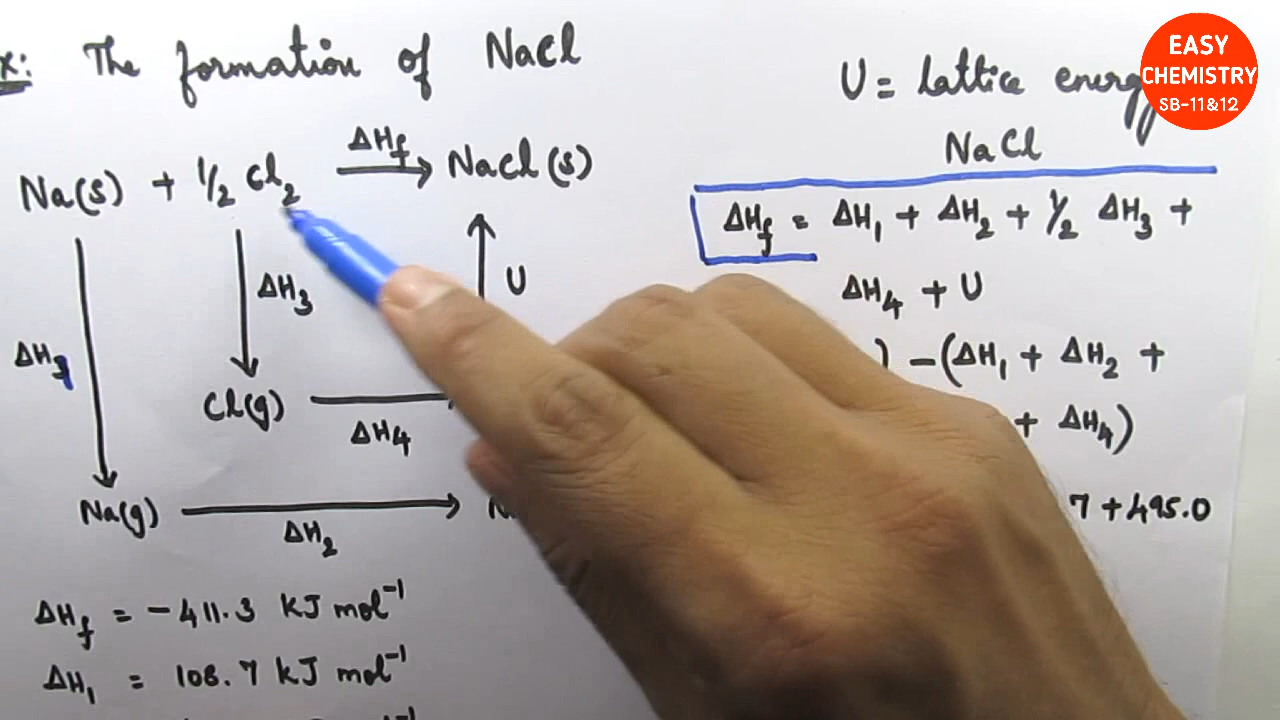 x: The formation of NaCl
Na(s) + 1/2 Cl2 ΔHf NaCl(s)
ΔH3
U
ΔH
Cl(g)
ΔH4
Na(g)
ΔH2
ΔHf = -411.3 KJ mol⁻¹
ΔH1 = 108.7 KJ mol⁻¹
U = lattice energy
NaCl
ΔHf = ΔH1 + ΔH2 + 1/2 ΔH3 +
ΔH4 + U
) - (ΔH1 + ΔH2 +
+ ΔH4)
7 + 495.0
EASY
CHEMISTRY
SB-11&12